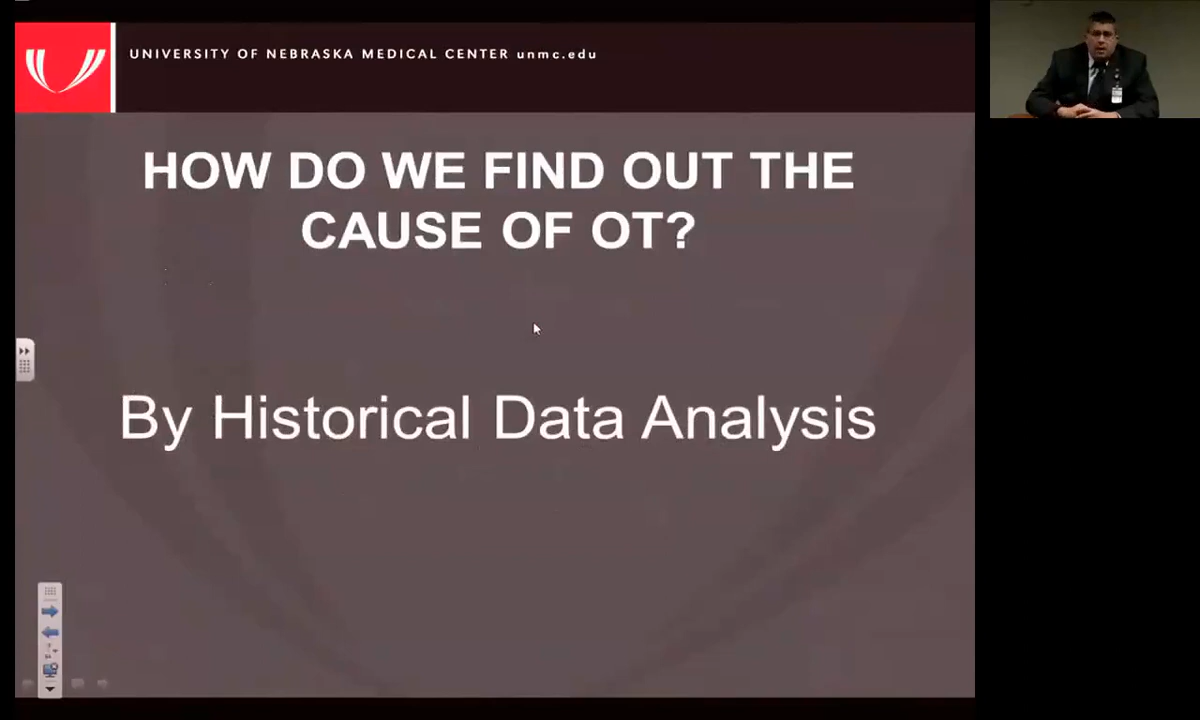 UNIVERSITY OF NEBRASKA MEDICAL CENTER unmc.edu
HOW DO WE FIND OUT THE
CAUSE OF OT?
By Historical Data Analysis